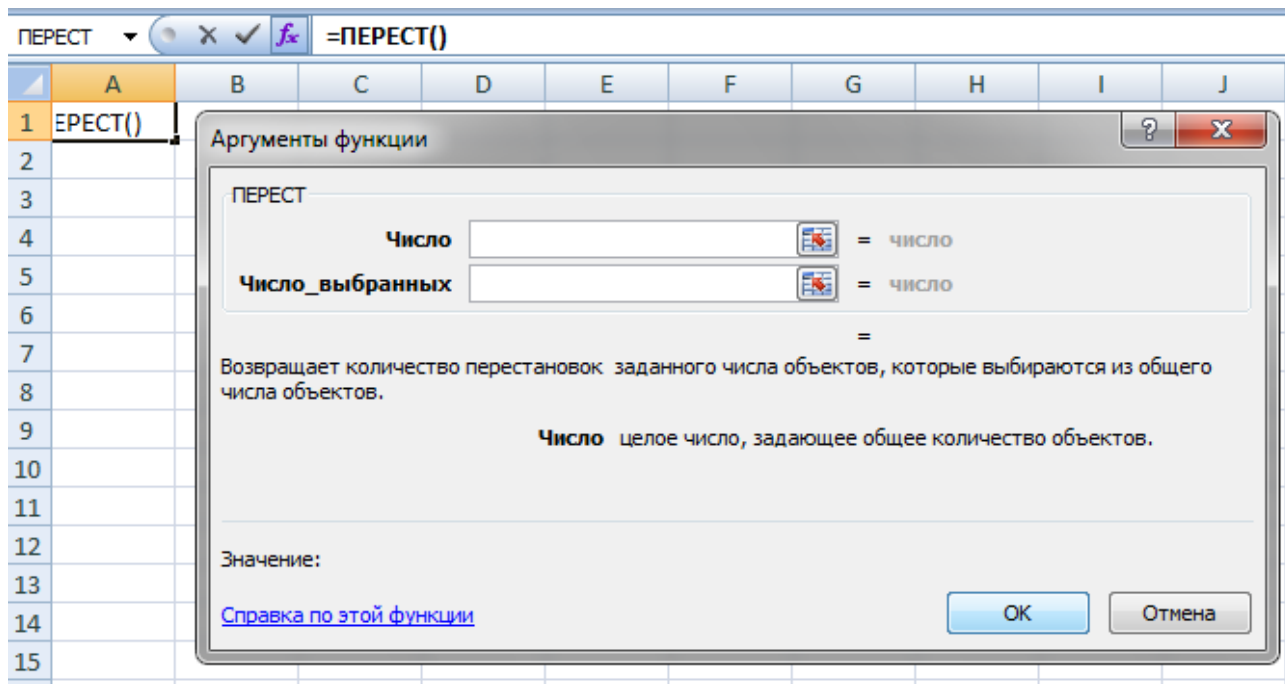 ПЕРЕСТ =ПЕРЕСТ()
A B C D E F G H I J
1 ЕРЕСТ()
Аргументы функции
2
3 ПЕРЕСТ
4 Число = число
5 Число_выбранных = число
6
=
7
Возвращает количество перестановок заданного числа объектов, которые выбираются из общего
8 числа объектов.
9 Число целое число, задающее общее количество объектов.
10
11
12 Значение:
13
14 Справка по этой функции OK Отмена
15